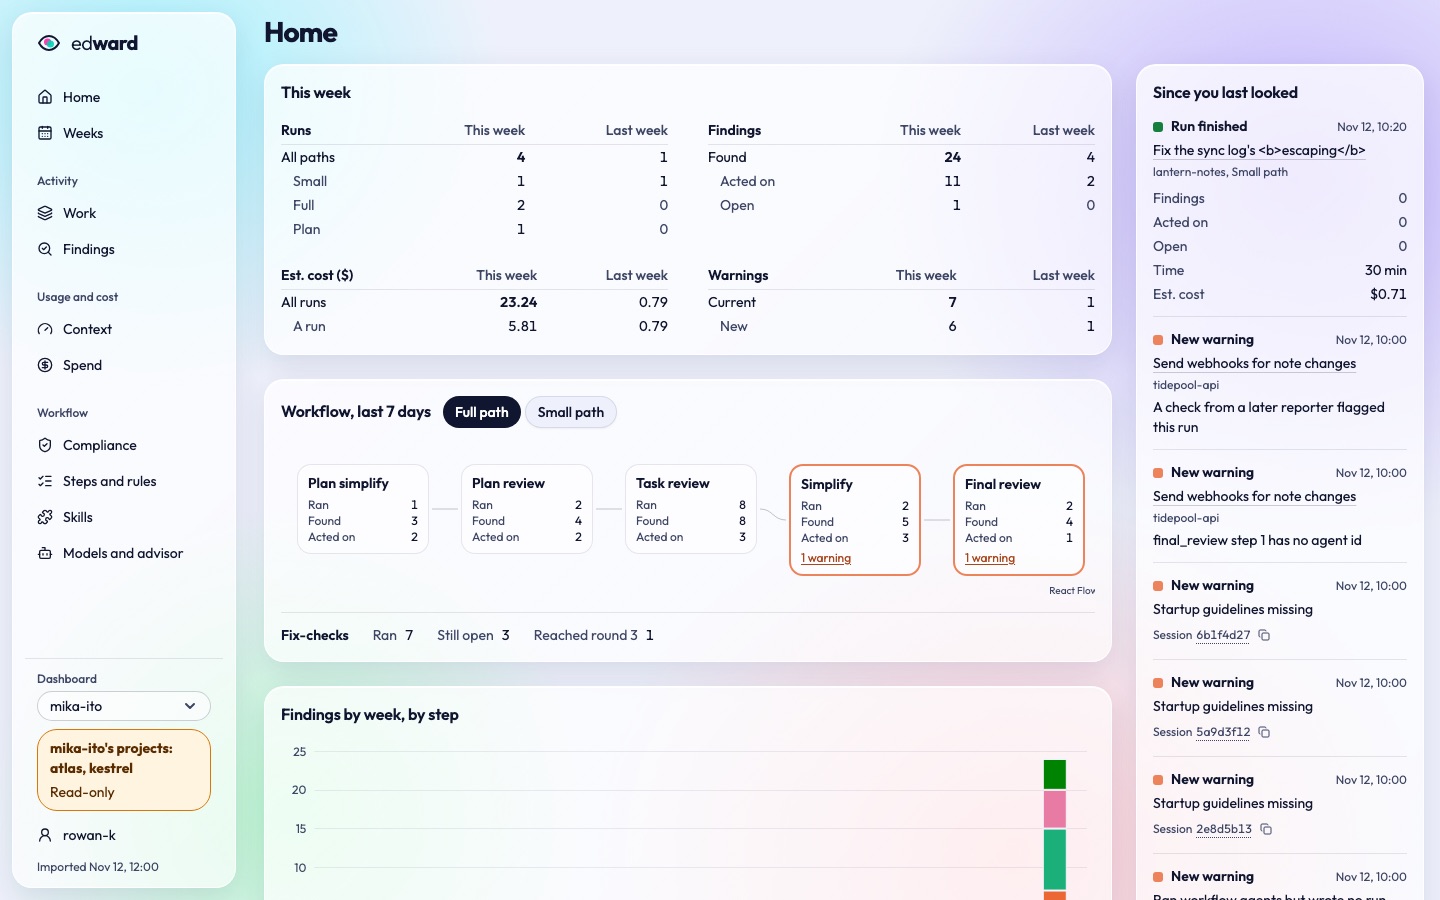 edward
Home
Weeks
Activity
Work
Findings
Usage and cost
Context
Spend
Workflow
Compliance
Steps and rules
Skills
Models and advisor
Dashboard
mika-ito
mika-ito's projects:
atlas, kestrel
Read-only
rowan-k
Imported Nov 12, 12:00
Home
This week
Runs This week Last week
All paths 4 1
Small 1 1
Full 2 0
Plan 1 0
Findings This week Last week
Found 24 4
Acted on 11 2
Open 1 0
Est. cost ($) This week Last week
All runs 23.24 0.79
A run 5.81 0.79
Warnings This week Last week
Current 7 1
New 6 1
Workflow, last 7 days Full path Small path
Plan simplify
Ran 1
Found 3
Acted on 2
Plan review
Ran 2
Found 4
Acted on 2
Task review
Ran 8
Found 8
Acted on 3
Simplify
Ran 2
Found 5
Acted on 3
1 warning
Final review
Ran 2
Found 4
Acted on 1
1 warning
React Flow
Fix-checks Ran 7 Still open 3 Reached round 3 1
Findings by week, by step
25
20
15
10
Since you last looked
Run finished Nov 12, 10:20
Fix the sync log's <b>escaping</b>
lantern-notes, Small path
Findings 0
Acted on 0
Open 0
Time 30 min
Est. cost $0.71
New warning Nov 12, 10:00
Send webhooks for note changes
tidepool-api
A check from a later reporter flagged
this run
New warning Nov 12, 10:00
Send webhooks for note changes
tidepool-api
final_review step 1 has no agent id
New warning Nov 12, 10:00
Startup guidelines missing
Session 6b1f4d27
New warning Nov 12, 10:00
Startup guidelines missing
Session 5a9d3f12
New warning Nov 12, 10:00
Startup guidelines missing
Session 2e8d5b13
New warning Nov 12, 10:00
Ran workflow agents but wrote no run